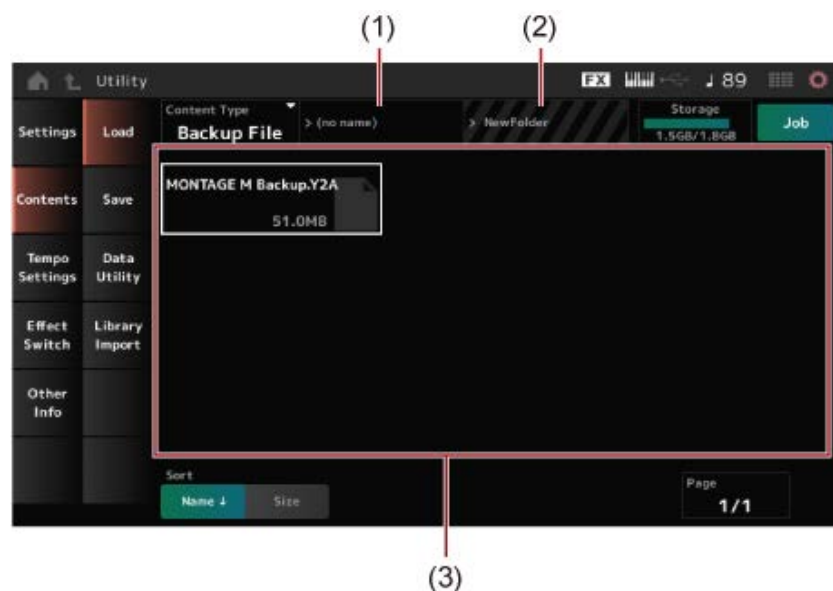 (1)
(2)
Utility
FX
♩ 89
Settings
Load
Content Type
Backup File
> (no name)
> NewFolder
Storage
1.5GB/1.8GB
Job
Contents
Save
MONTAGE M Backup.Y2A
51.0MB
Tempo
Settings
Data
Utility
Effect
Switch
Library
Import
Other
Info
Sort
Name ↓
Size
Page
1/1
(3)